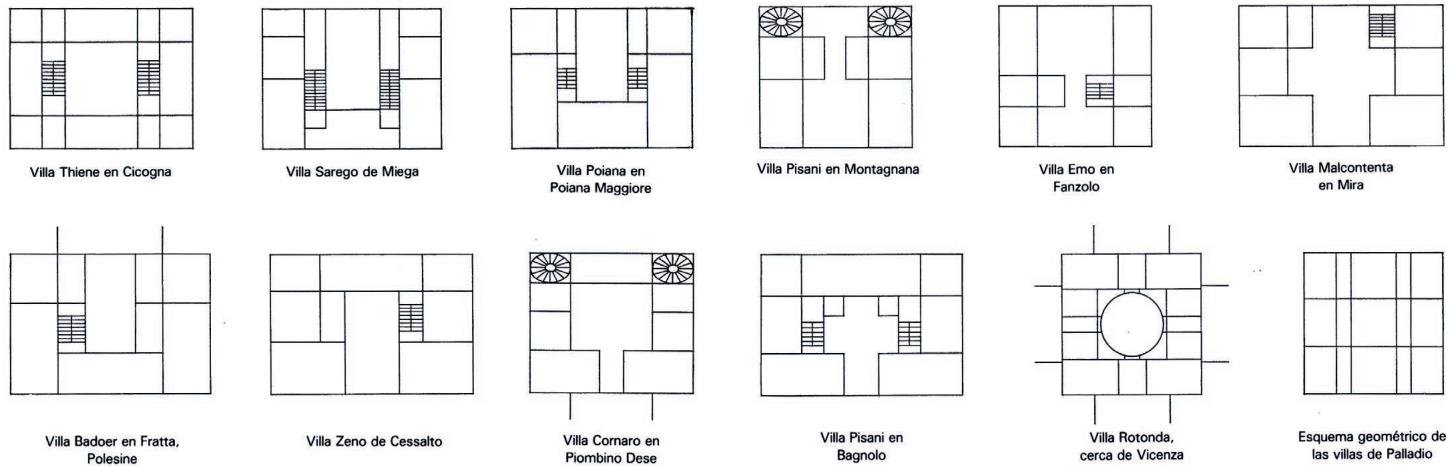 Villa Thiene en Cicogna
Villa Sarego de Miega
Villa Poiana en
Poiana Maggiore
Villa Pisani en Montagnana
Villa Emo en
Fanzolo
Villa Malcontenta
en Mira
Villa Badoer en Fratta,
Polesine
Villa Zeno de Cessalto
Villa Cornaro en
Piombino Dese
Villa Pisani en
Bagnolo
Villa Rotonda,
cerca de Vicenza
Esquema geométrico de
las villas de Palladio